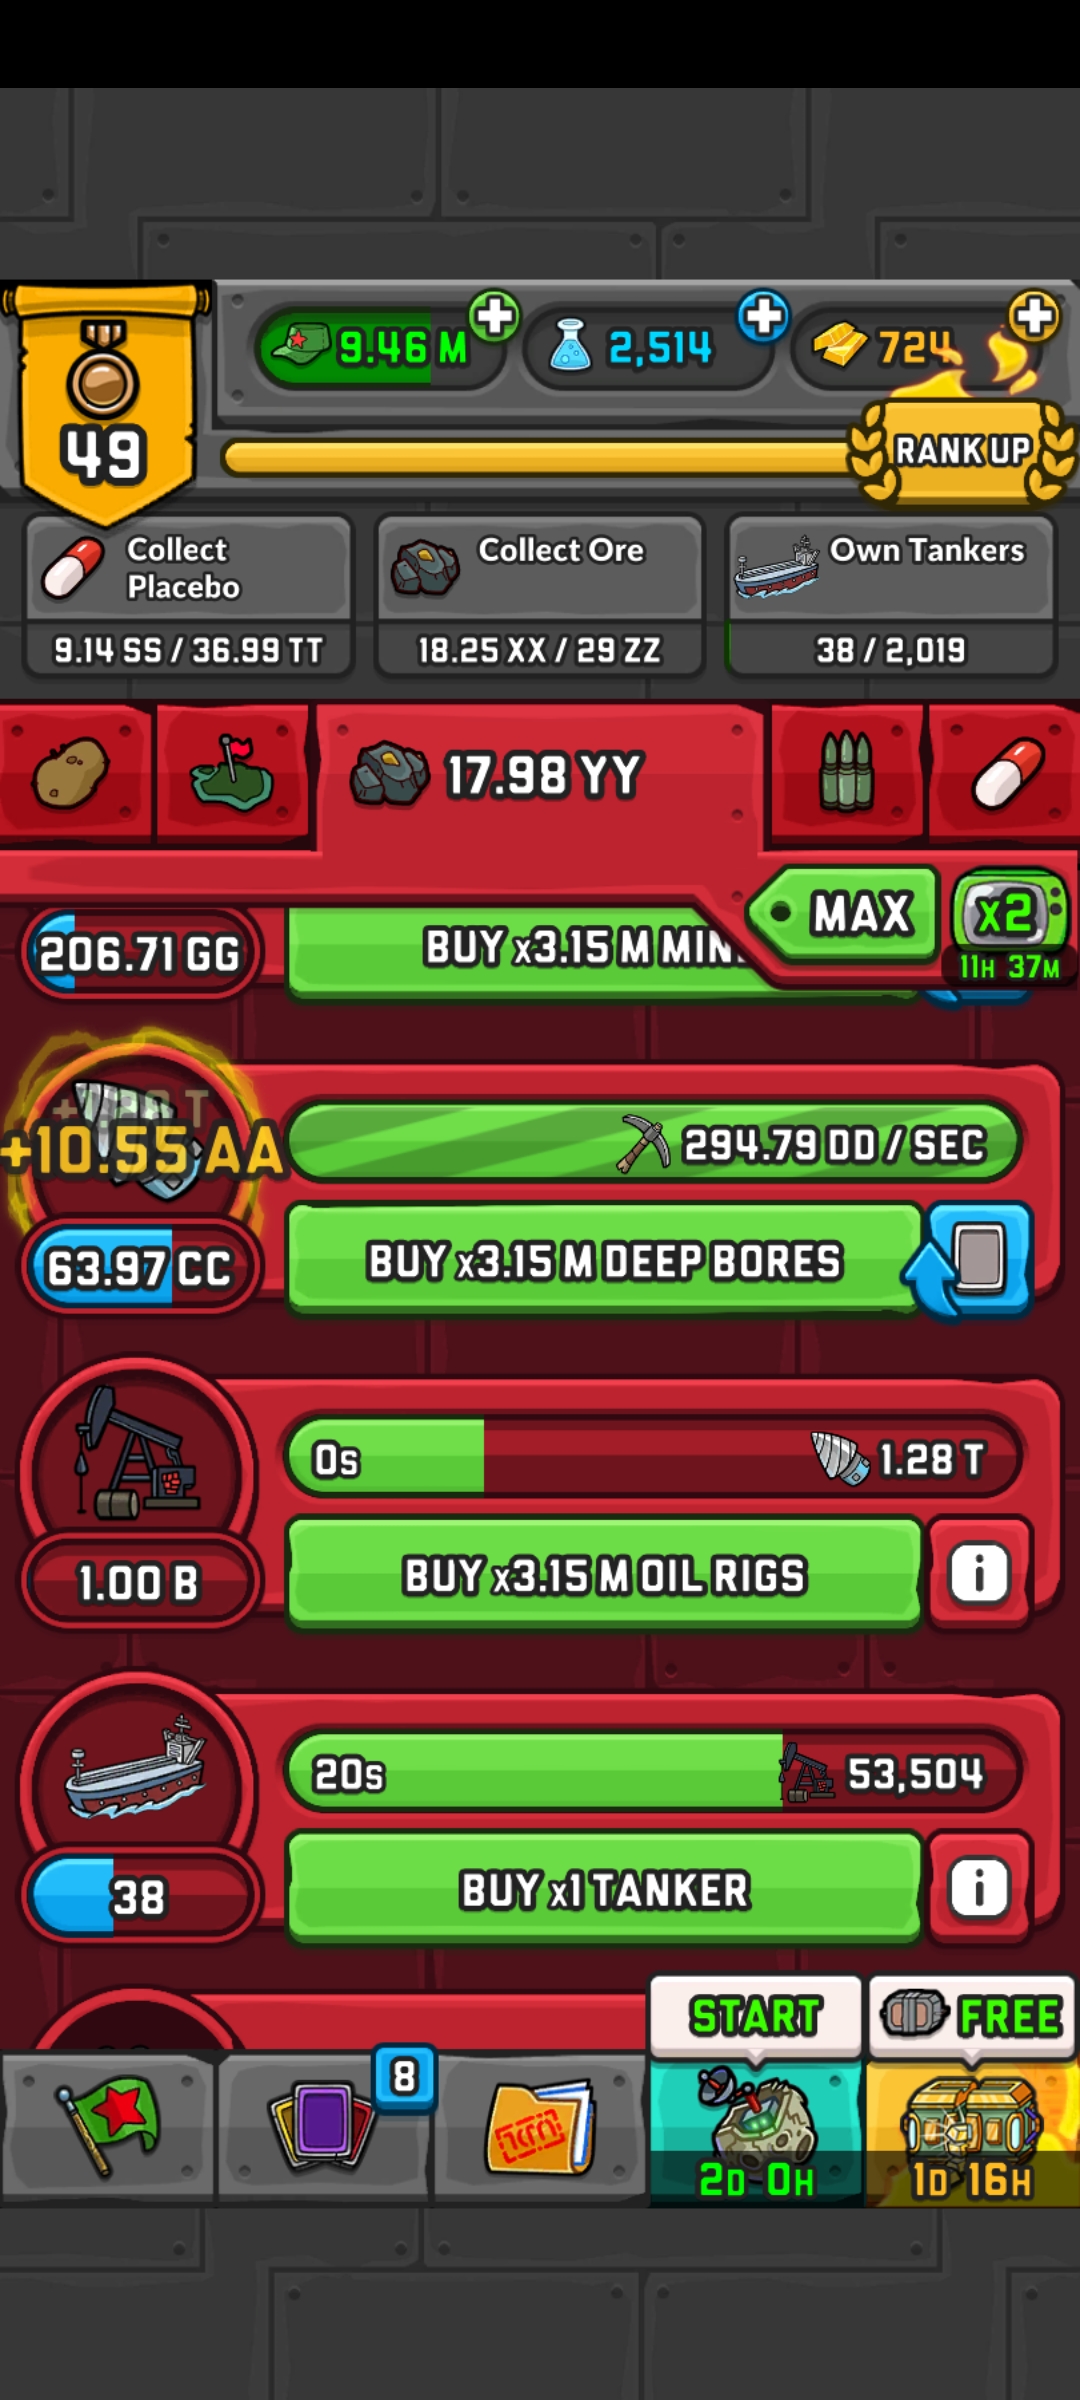 9.46 M
2,514
724
49
RANK UP
Collect
Placebo
9.14 SS / 36.99 TT
Collect Ore
18.25 XX / 29 ZZ
Own Tankers
38 / 2,019
17.98 YY
MAX
x2
11H 37M
206.71 GG
BUY x3.15 M
+10.55 AA
294.79 DD / SEC
63.97 CC
BUY x3.15 M DEEP BORES
0s
1.28 T
1.00 B
BUY x3.15 M OIL RIGS
i
20s
53,504
38
BUY x1 TANKER
i
START
FREE
8
2D 0H
1D 16H